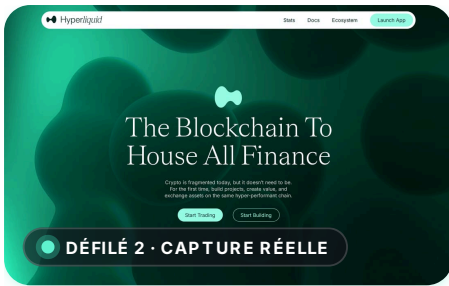 Hyperliquid
Stats Docs Ecosystem Launch App
The Blockchain To
House All Finance
Crypto is fragmented today, but it doesn't need to be.
For the first time, build projects, create value, and
exchange assets on the same hyper-performant chain.
Start Trading Start Building
DÉFILÉ 2 · CAPTURE RÉELLE